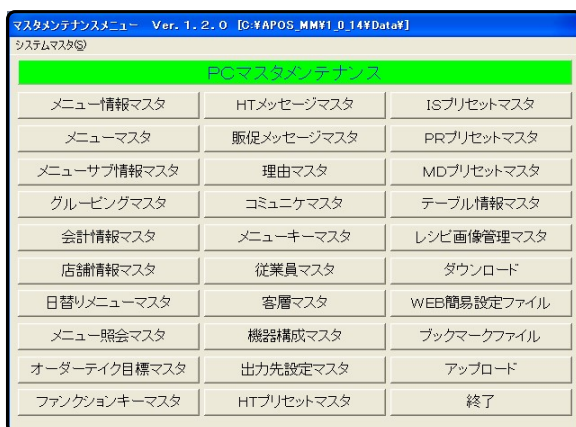 マスタメンテナンスメニュー Ver.1.2.0 [C:¥APOS_MM¥1_0_14¥Data¥]
システムマスタ(S)
PCマスタメンテナンス
メニュー情報マスタ HTメッセージマスタ ISプリセットマスタ
メニューマスタ 販促メッセージマスタ PRプリセットマスタ
メニューサブ情報マスタ 理由マスタ MDプリセットマスタ
グルーピングマスタ コミュニケマスタ テーブル情報マスタ
会計情報マスタ メニューキーマスタ レシピ画像管理マスタ
店舗情報マスタ 従業員マスタ ダウンロード
日替りメニューマスタ 客層マスタ WEB簡易設定ファイル
メニュー照会マスタ 機器構成マスタ ブックマークファイル
オーダーテイク目標マスタ 出力先設定マスタ アップロード
ファンクションキーマスタ HTプリセットマスタ 終了